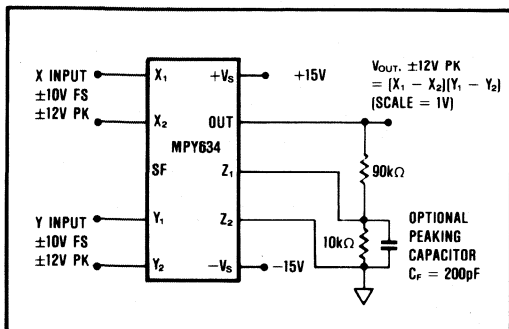 X INPUT
±10V FS
±12V PK
X₁
X₂
SF
Y INPUT
±10V FS
±12V PK
Y₁
Y₂
MPY634
+Vₛ
OUT
Z₁
Z₂
−Vₛ
+15V
−15V
VOUT, ±12V PK
= (X₁ − X₂)(Y₁ − Y₂)
(SCALE = 1V)
90kΩ
10kΩ
OPTIONAL
PEAKING
CAPACITOR
CF = 200pF